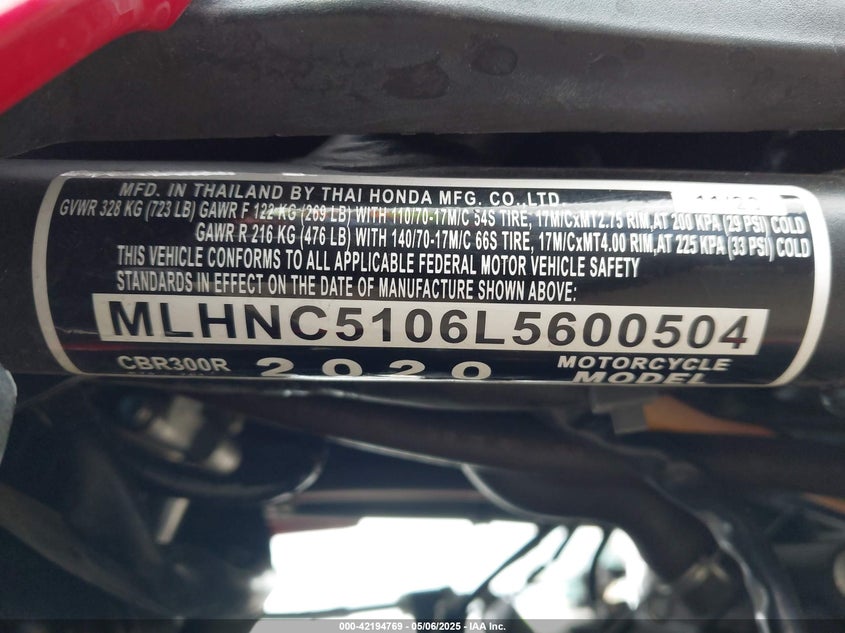 MFD. IN THAILAND BY THAI HONDA MFG. CO.,LTD.
GVWR 328 KG (723 LB) GAWR F 122 KG (269 LB) WITH 110/70-17M/C 54S TIRE, 17M/CxMT2.75 RIM,AT 200 KPA (29 PSI) COLD
GAWR R 216 KG (476 LB) WITH 140/70-17M/C 66S TIRE, 17M/CxMT4.00 RIM,AT 225 KPA (33 PSI) COLD
THIS VEHICLE CONFORMS TO ALL APPLICABLE FEDERAL MOTOR VEHICLE SAFETY
STANDARDS IN EFFECT ON THE DATE OF MANUFACTURE SHOWN ABOVE:
MLHNC5106L5600504
CBR300R 2020 MOTORCYCLE
MODEL
000-42194769 - 05/06/2025 - IAA Inc.